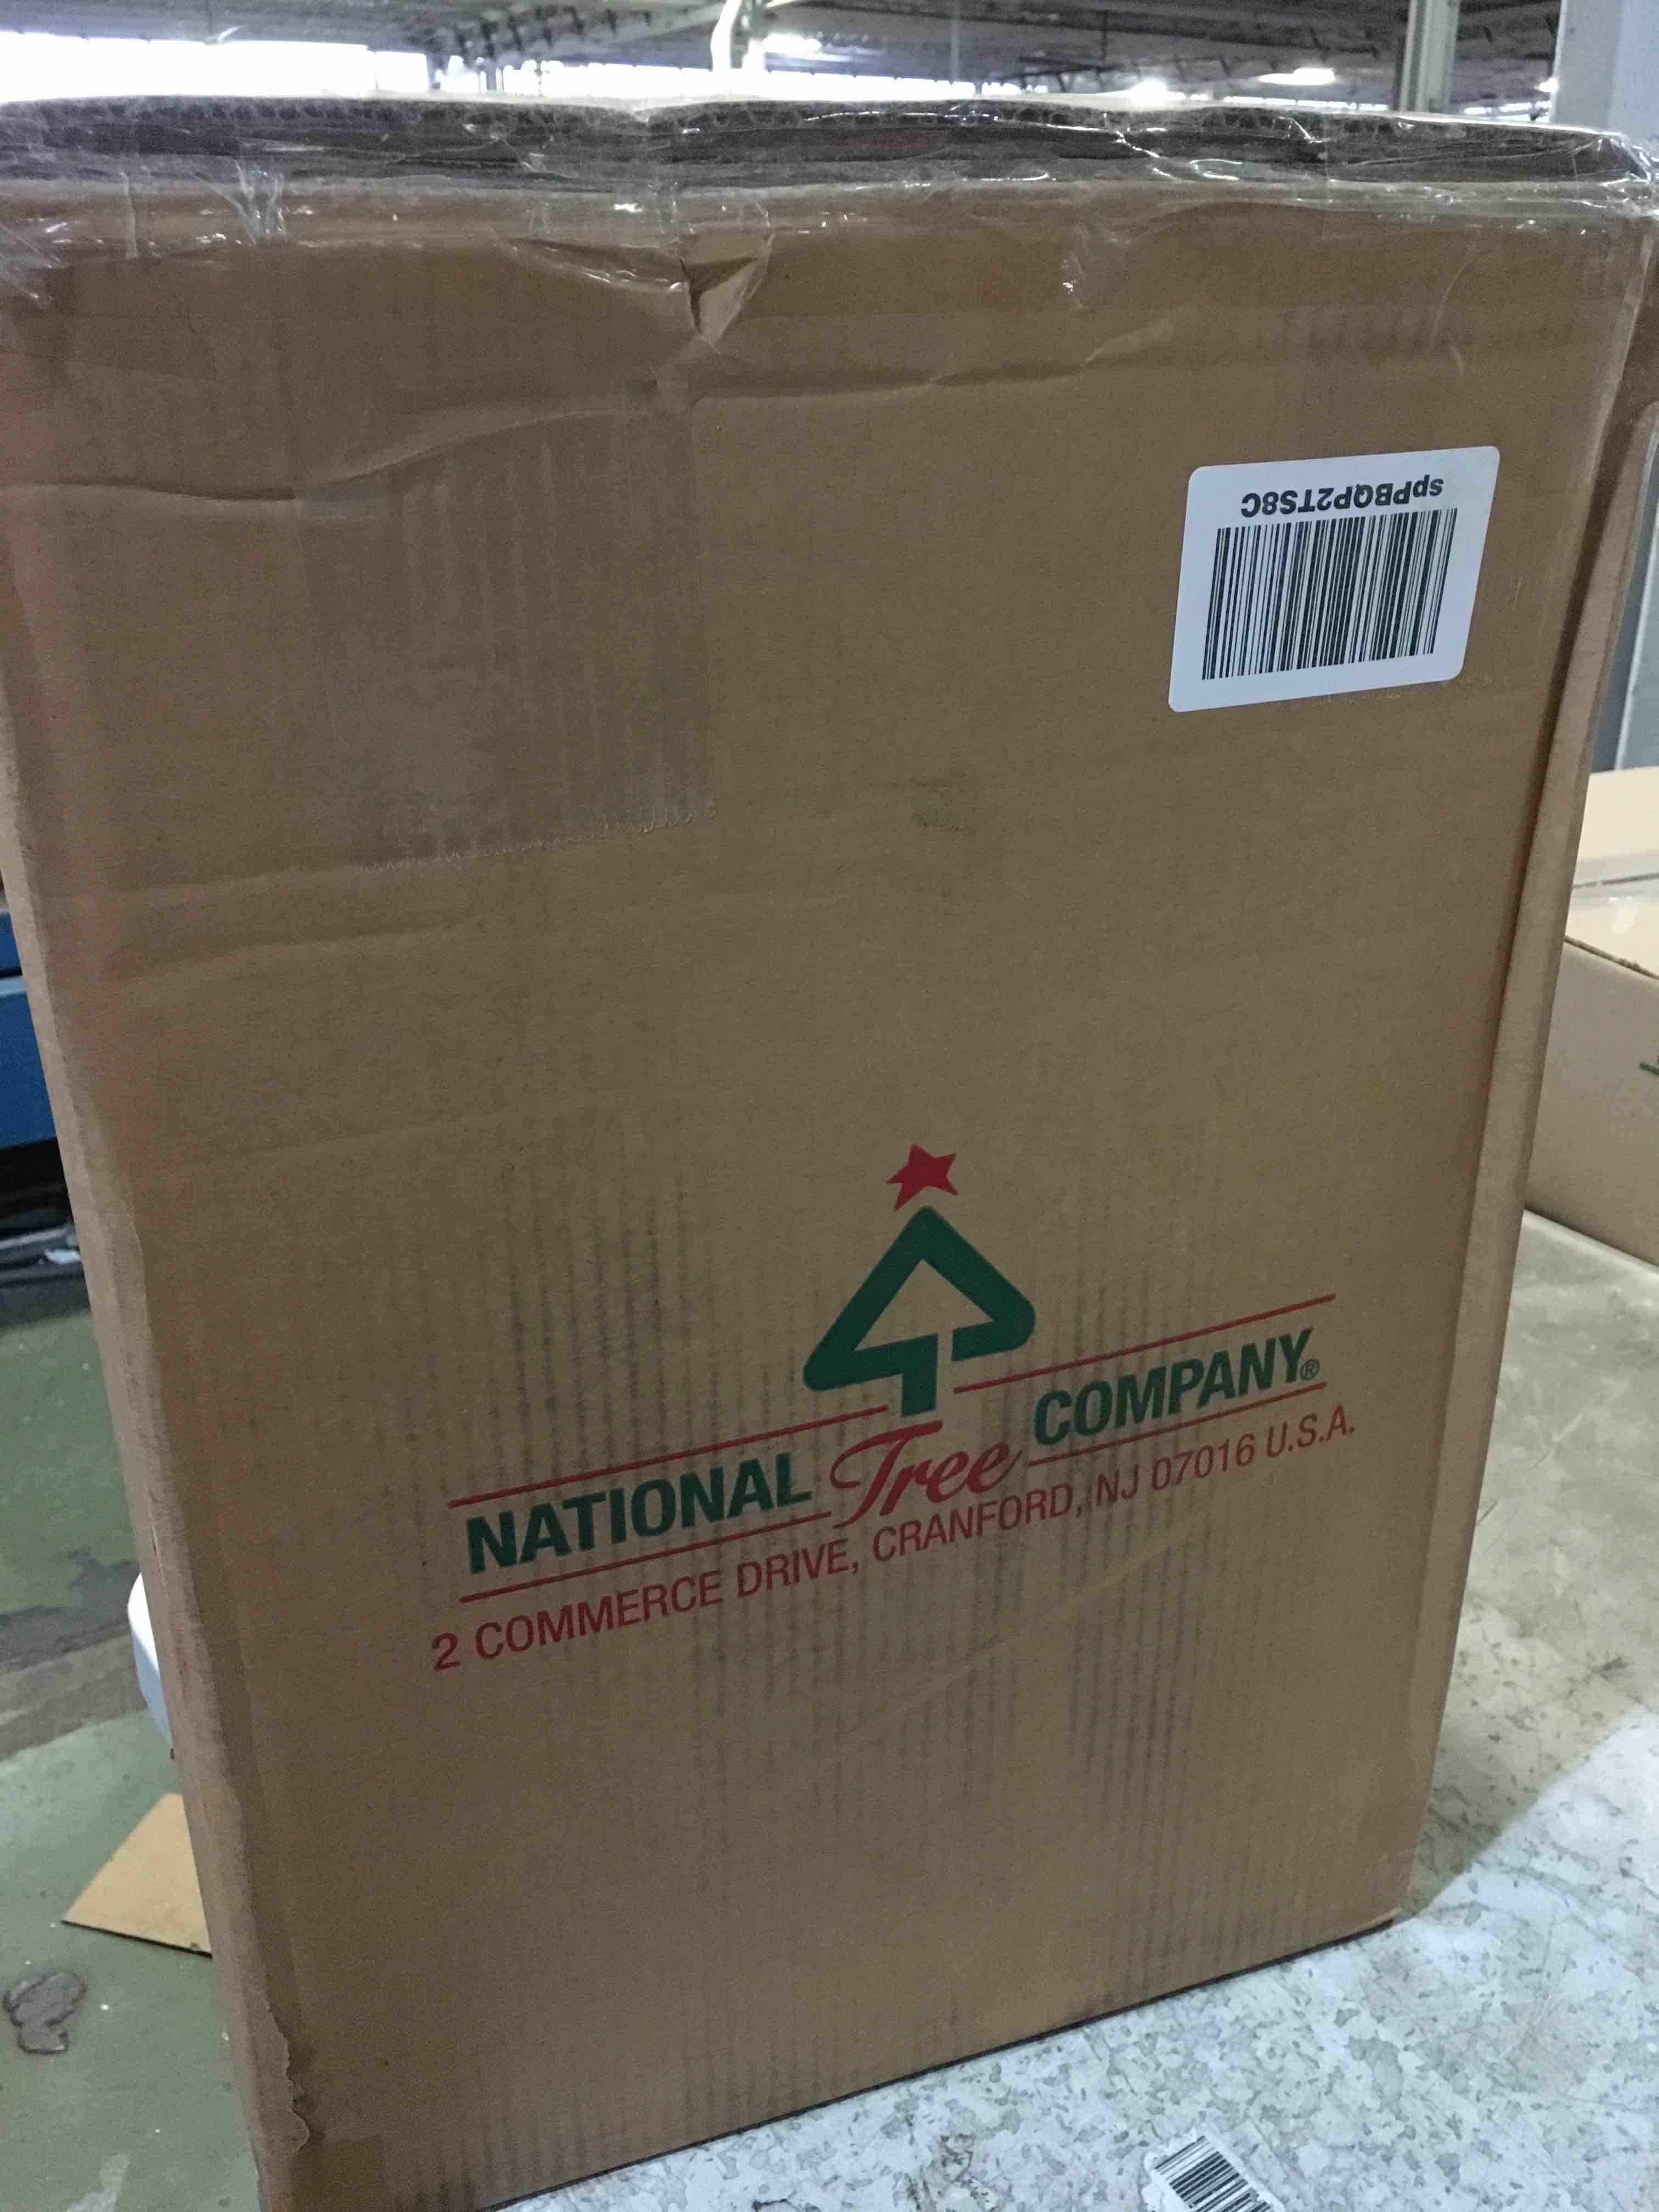 spPBQP2TS8C
NATIONAL Tree COMPANY®
2 COMMERCE DRIVE, CRANFORD, NJ 07016 U.S.A.